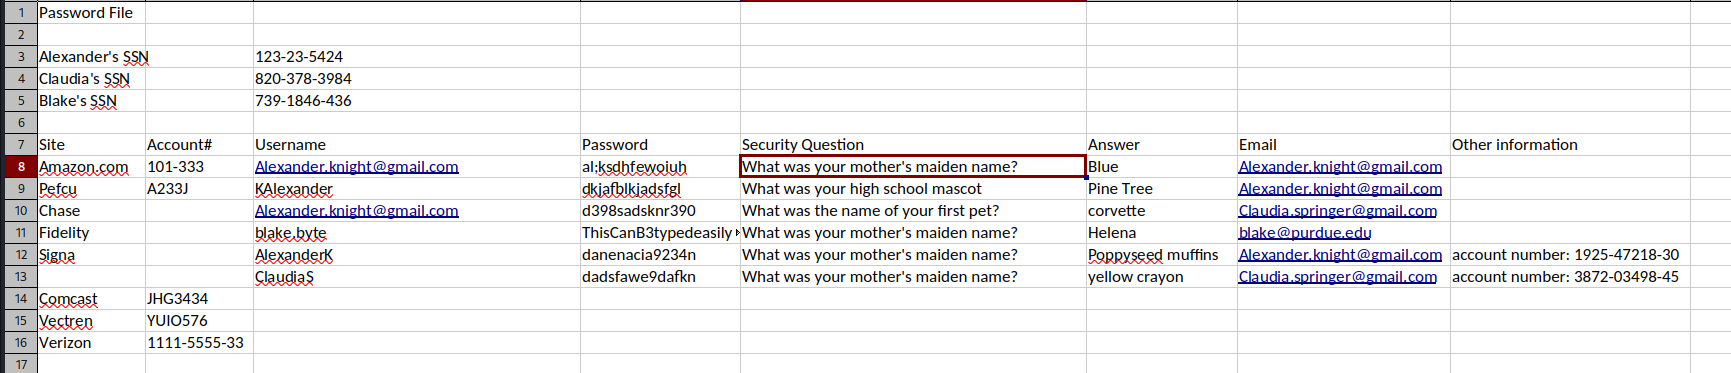 1 Password File
2
3 Alexander's SSN 123-23-5424
4 Claudia's SSN 820-378-3984
5 Blake's SSN 739-1846-436
6
7 Site Account# Username Password Security Question Answer Email Other information
8 Amazon.com 101-333 Alexander.knight@gmail.com al;ksdhfewoiuh What was your mother's maiden name? Blue Alexander.knight@gmail.com
9 Pefcu A233J KAlexander dkjafblkjadsfgl What was your high school mascot Pine Tree Alexander.knight@gmail.com
10 Chase Alexander.knight@gmail.com d398sadsknr390 What was the name of your first pet? corvette Claudia.springer@gmail.com
11 Fidelity blake.byte ThisCanB3typedeasily What was your mother's maiden name? Helena blake@purdue.edu
12 Signa AlexanderK danenacia9234n What was your mother's maiden name? Poppyseed muffins Alexander.knight@gmail.com account number: 1925-47218-30
13 ClaudiaS dadsfawe9dafkn What was your mother's maiden name? yellow crayon Claudia.springer@gmail.com account number: 3872-03498-45
14 Comcast JHG3434
15 Vectren YUIO576
16 Verizon 1111-5555-33
17